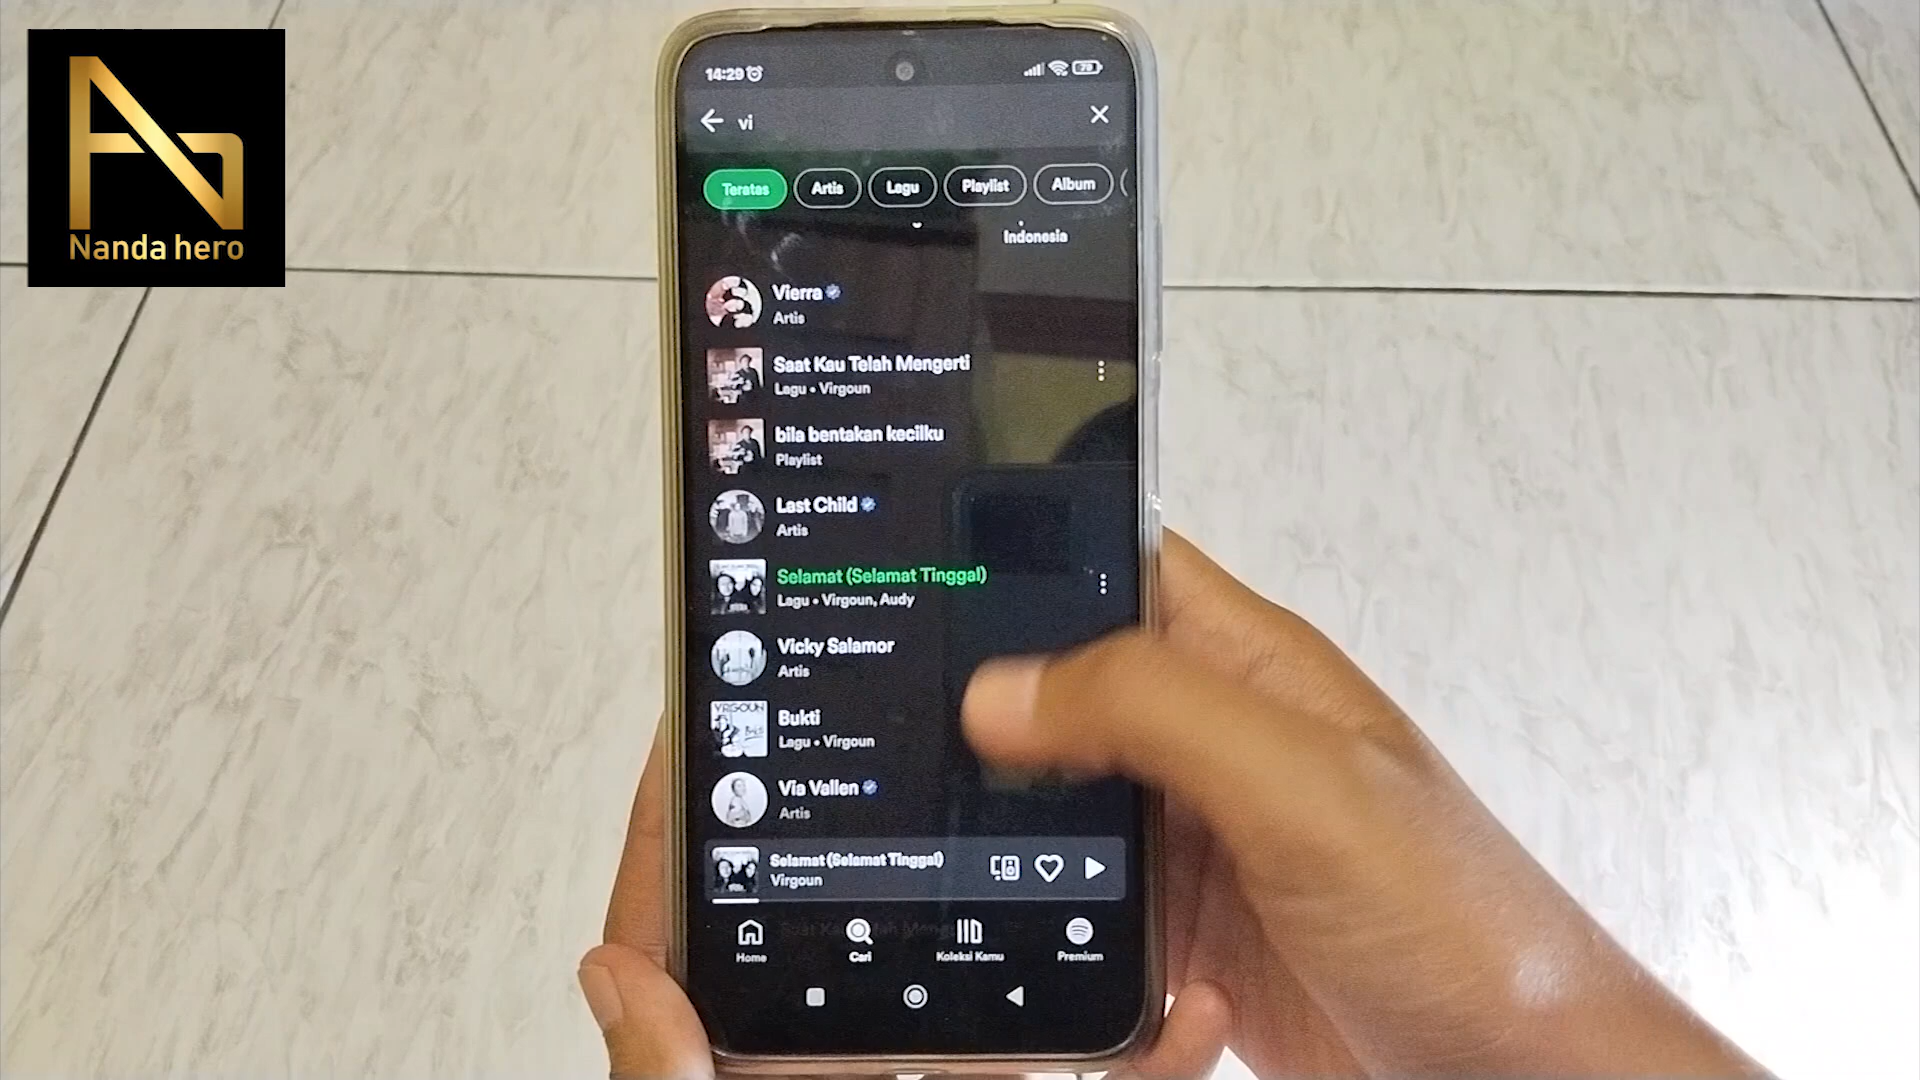 Nanda hero
14:29
79
vi
Teratas
Artis
Lagu
Playlist
Album
Indonesia
Vierra
Artis
Saat Kau Telah Mengerti
Lagu • Virgoun
bila bentakan kecilku
Playlist
Last Child
Artis
Selamat (Selamat Tinggal)
Lagu • Virgoun, Audy
Vicky Salamor
Artis
VIRGOUN
Bukti
Lagu • Virgoun
Via Vallen
Artis
Selamat (Selamat Tinggal)
Virgoun
Home
Cari
Koleksi Kamu
Premium